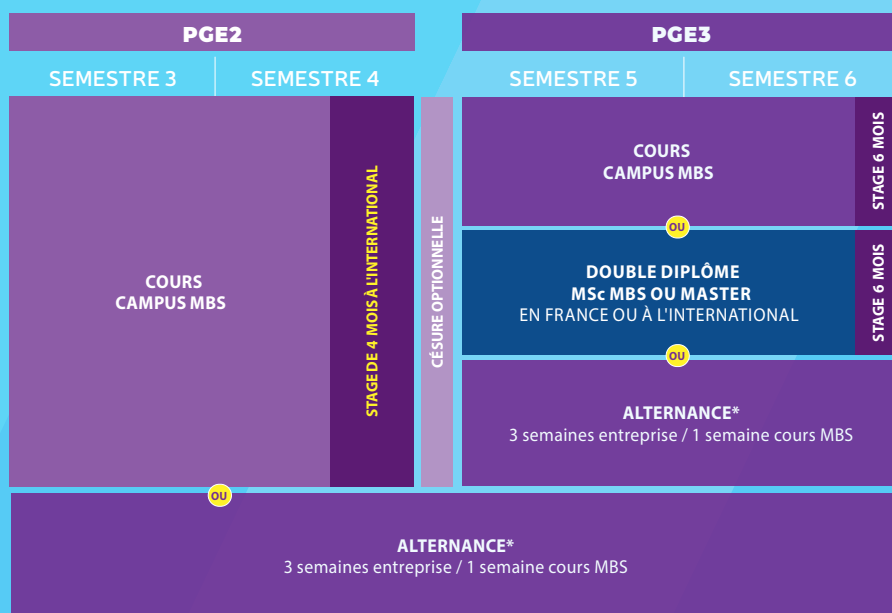 PGE2
PGE3
SEMESTRE 3
SEMESTRE 4
SEMESTRE 5
SEMESTRE 6
COURS
CAMPUS MBS
STAGE DE 4 MOIS À L'INTERNATIONAL
CÉSURE OPTIONNELLE
COURS
CAMPUS MBS
STAGE 6 MOIS
OU
DOUBLE DIPLÔME
MSc MBS OU MASTER
EN FRANCE OU À L'INTERNATIONAL
STAGE 6 MOIS
OU
ALTERNANCE*
3 semaines entreprise / 1 semaine cours MBS
OU
ALTERNANCE*
3 semaines entreprise / 1 semaine cours MBS